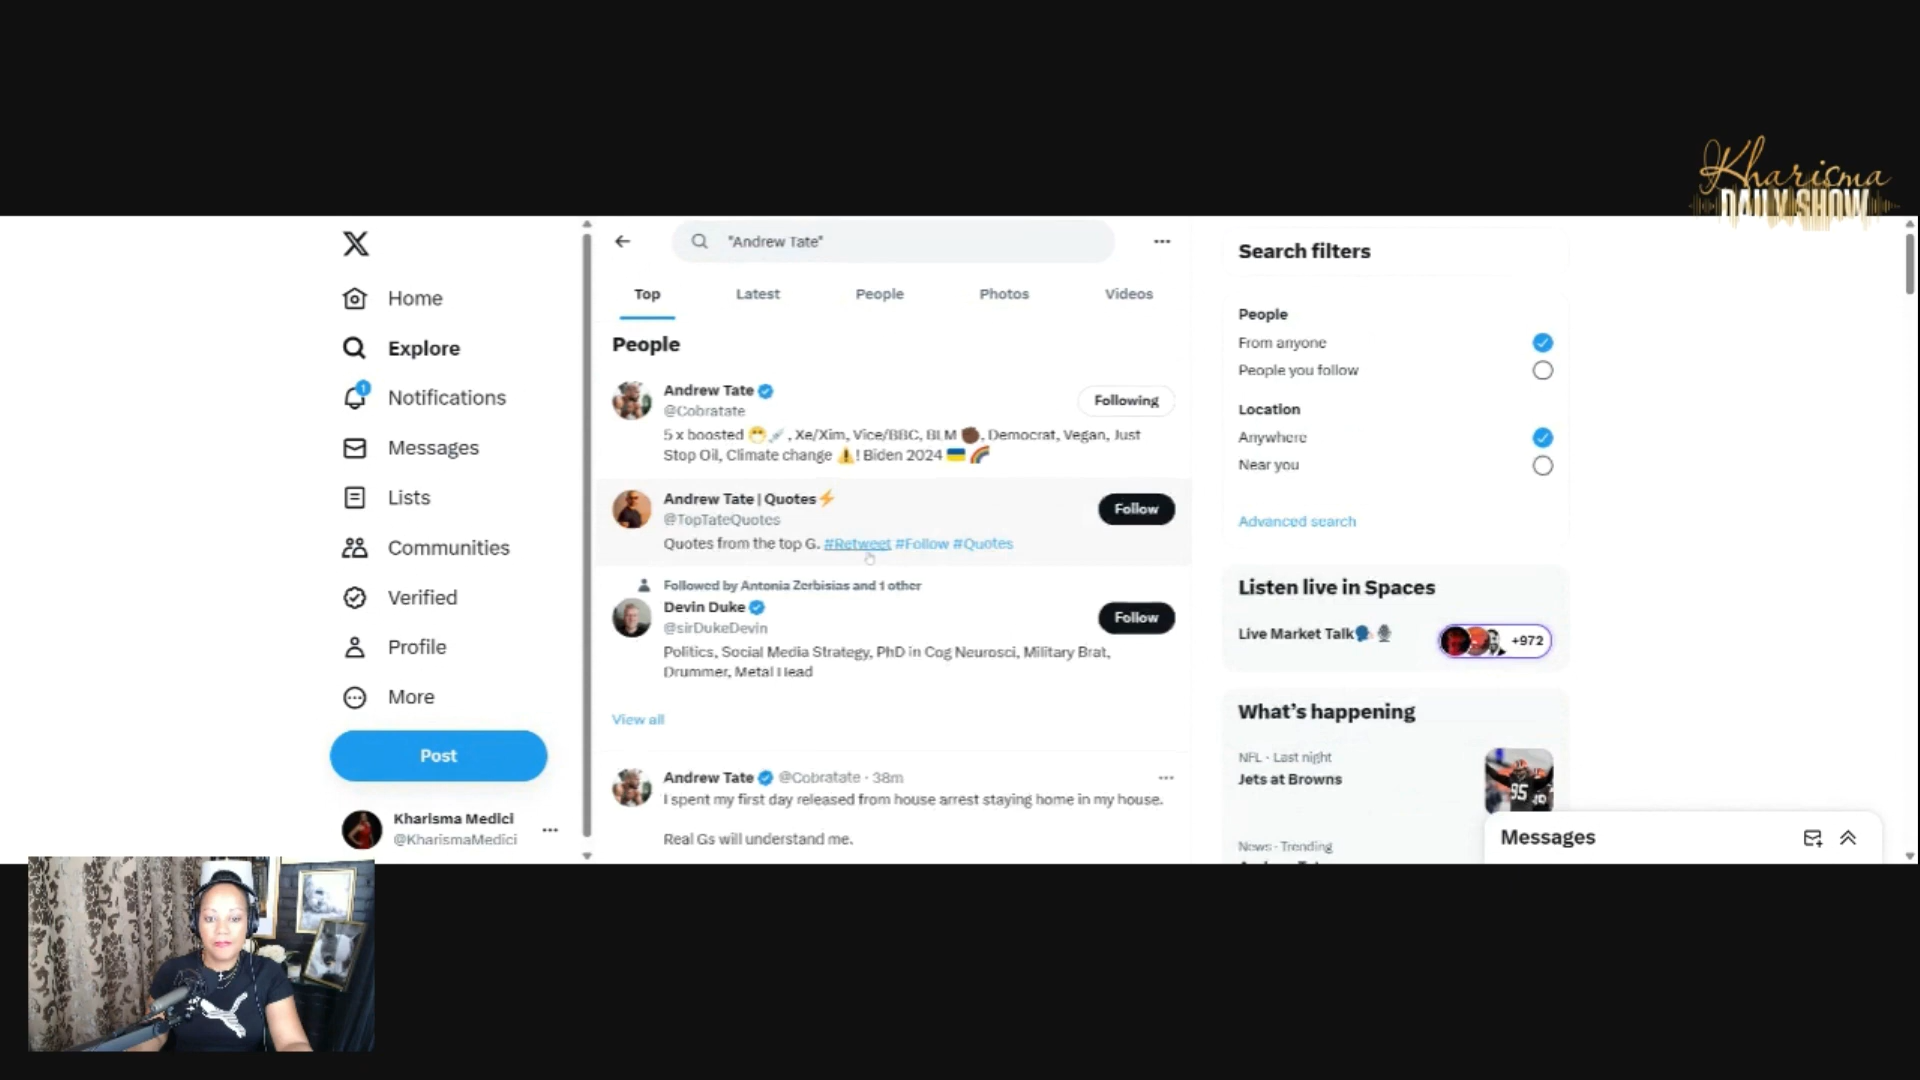 Kharisma
DAILY SHOW
X
Home
Explore
1
Notifications
Messages
Lists
Communities
Verified
Profile
More
Post
Kharisma Medici
@KharismaMedici
"Andrew Tate"
Top
Latest
People
Photos
Videos
People
Andrew Tate
@Cobratate
Following
5 x boosted 😷💉, Xe/Xim, Vice/BBC, BLM ✊🏿, Democrat, Vegan, Just
Stop Oil, Climate change ⚠️! Biden 2024 🇺🇦🌈
Andrew Tate | Quotes⚡
@TopTateQuotes
Follow
Quotes from the top G. #Retweet #Follow #Quotes
Followed by Antonia Zerbisias and 1 other
Devin Duke
@sirDukeDevin
Follow
Politics, Social Media Strategy, PhD in Cog Neurosci, Military Brat,
Drummer, Metal Head
View all
Andrew Tate @Cobratate · 38m
I spent my first day released from house arrest staying home in my house.
Real Gs will understand me.
Search filters
People
From anyone
People you follow
Location
Anywhere
Near you
Advanced search
Listen live in Spaces
Live Market Talk🗣️🎙️
+972
What's happening
NFL · Last night
Jets at Browns
News · Trending
Messages